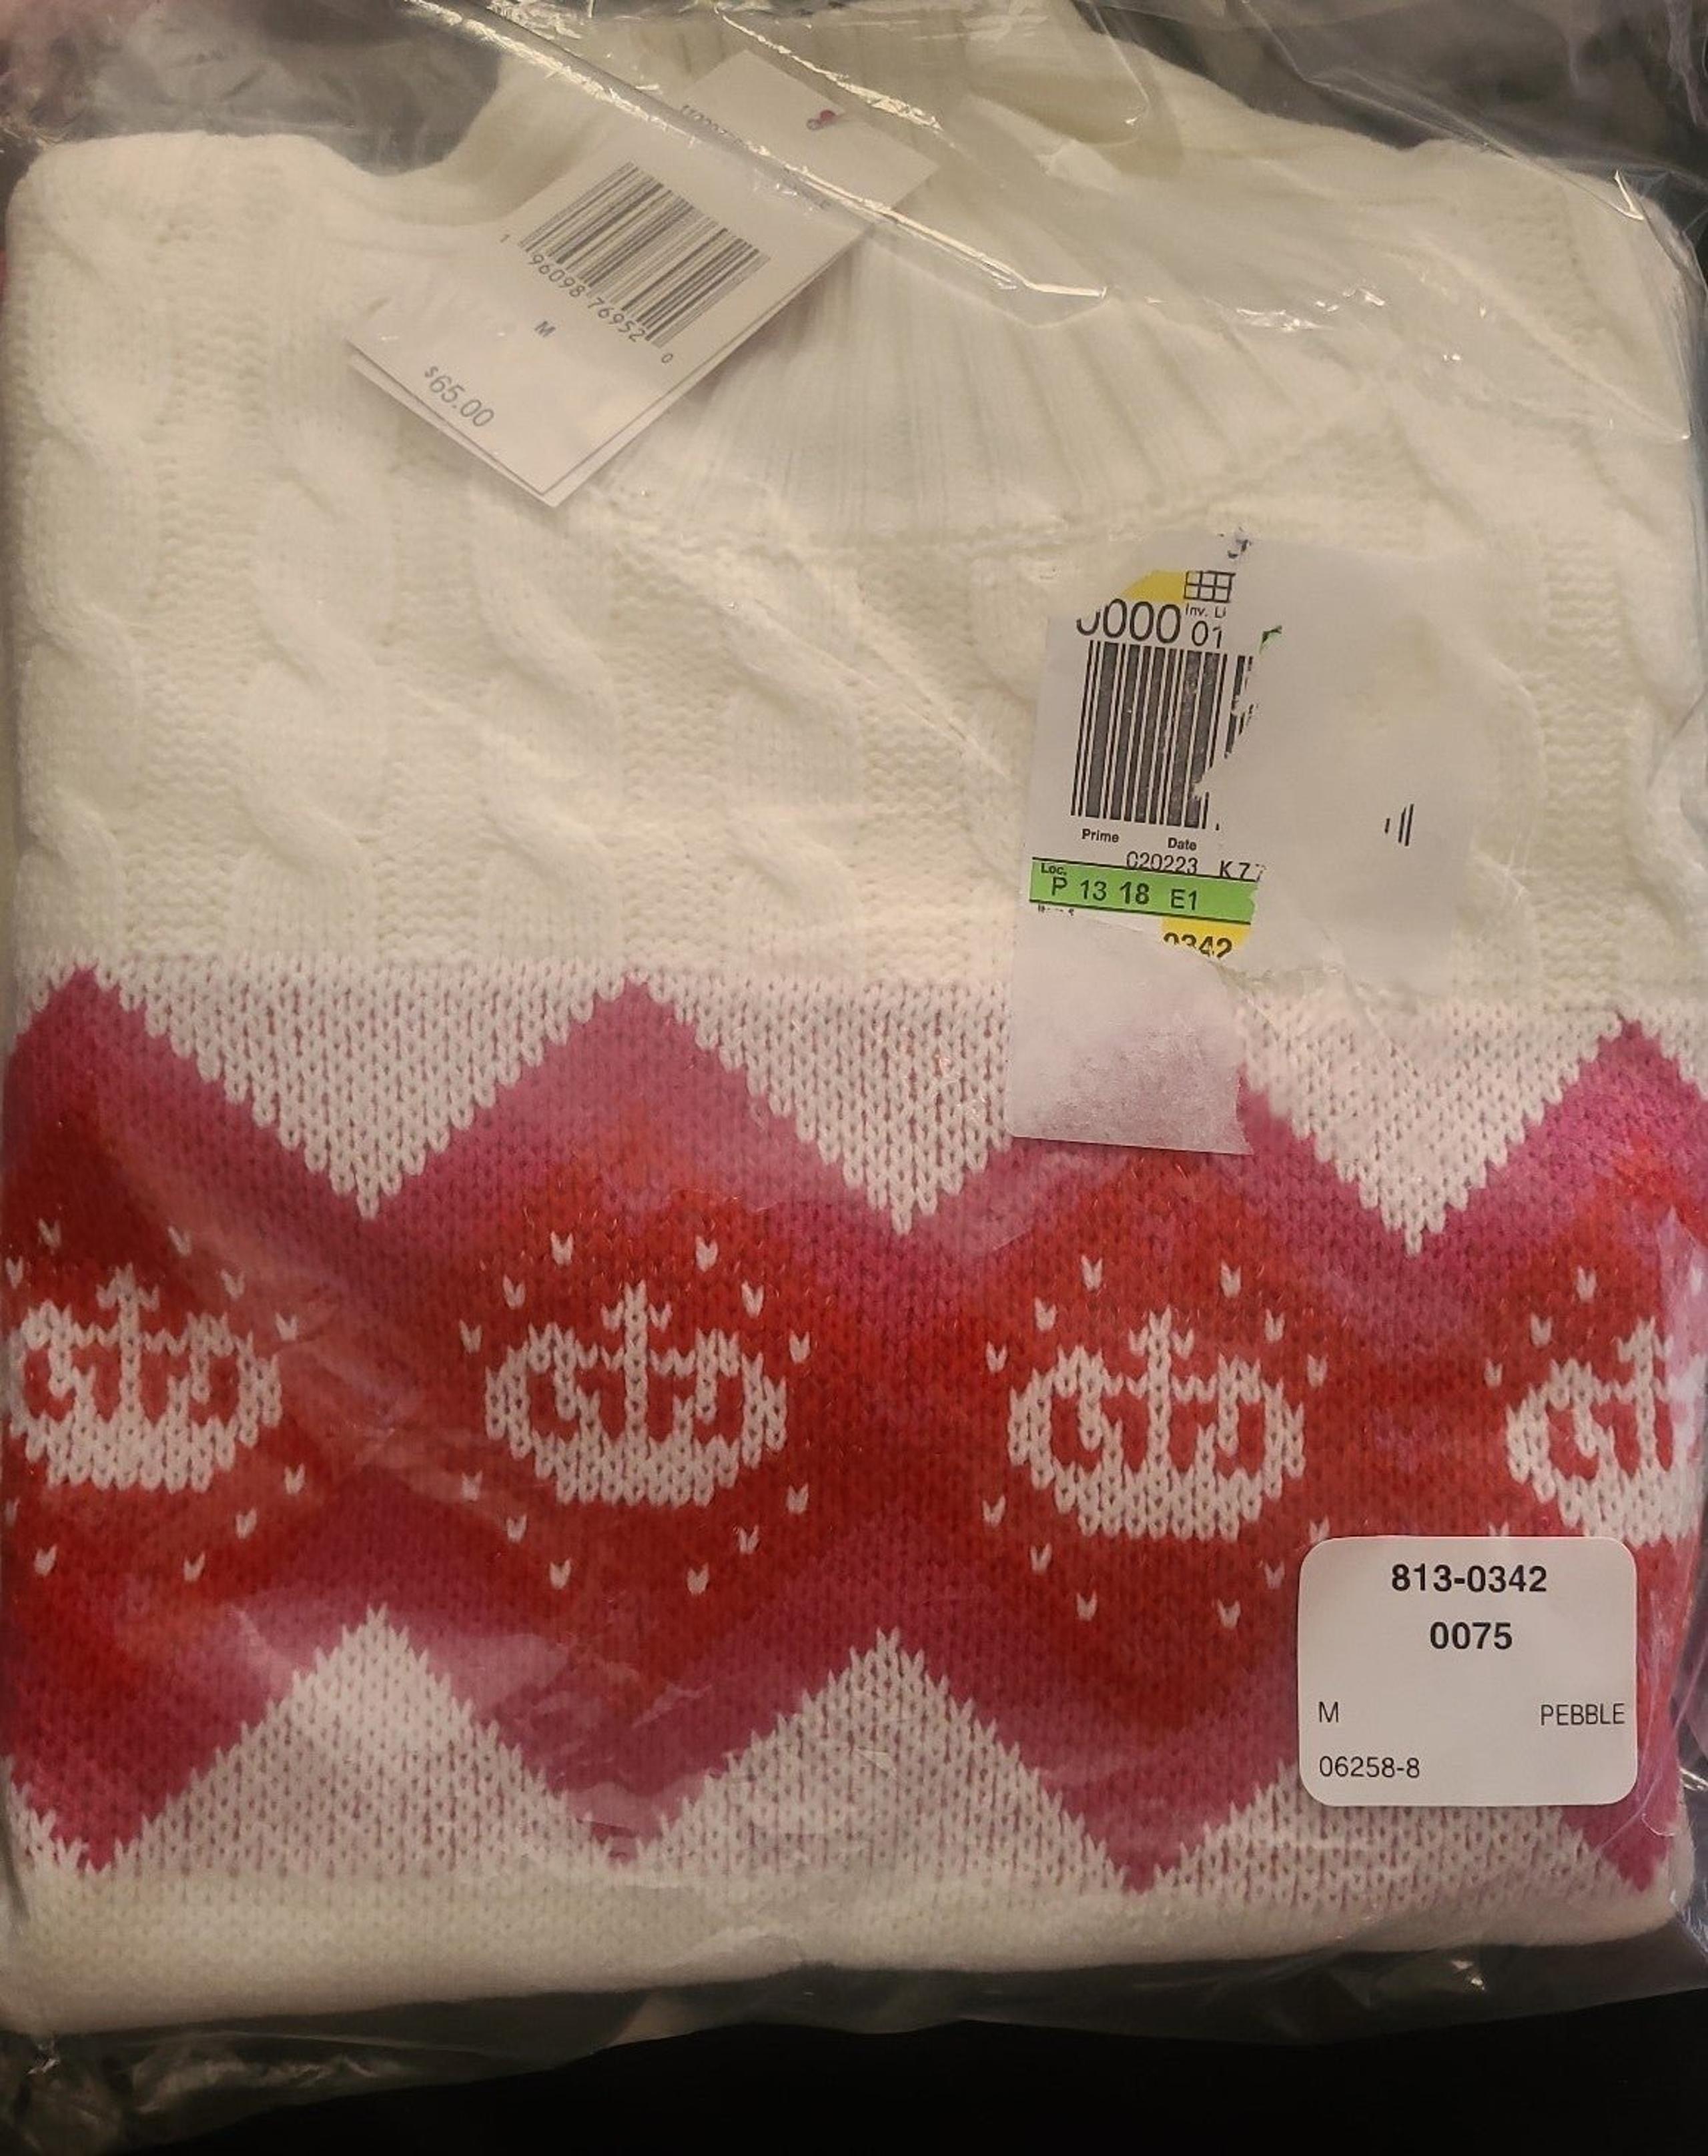 1 96098 76952 0
M
$65.00
Inv.
01
Prime Date
020223 K 7
Loc.
P 13 18 E1
0342
813-0342
0075
M PEBBLE
06258-8